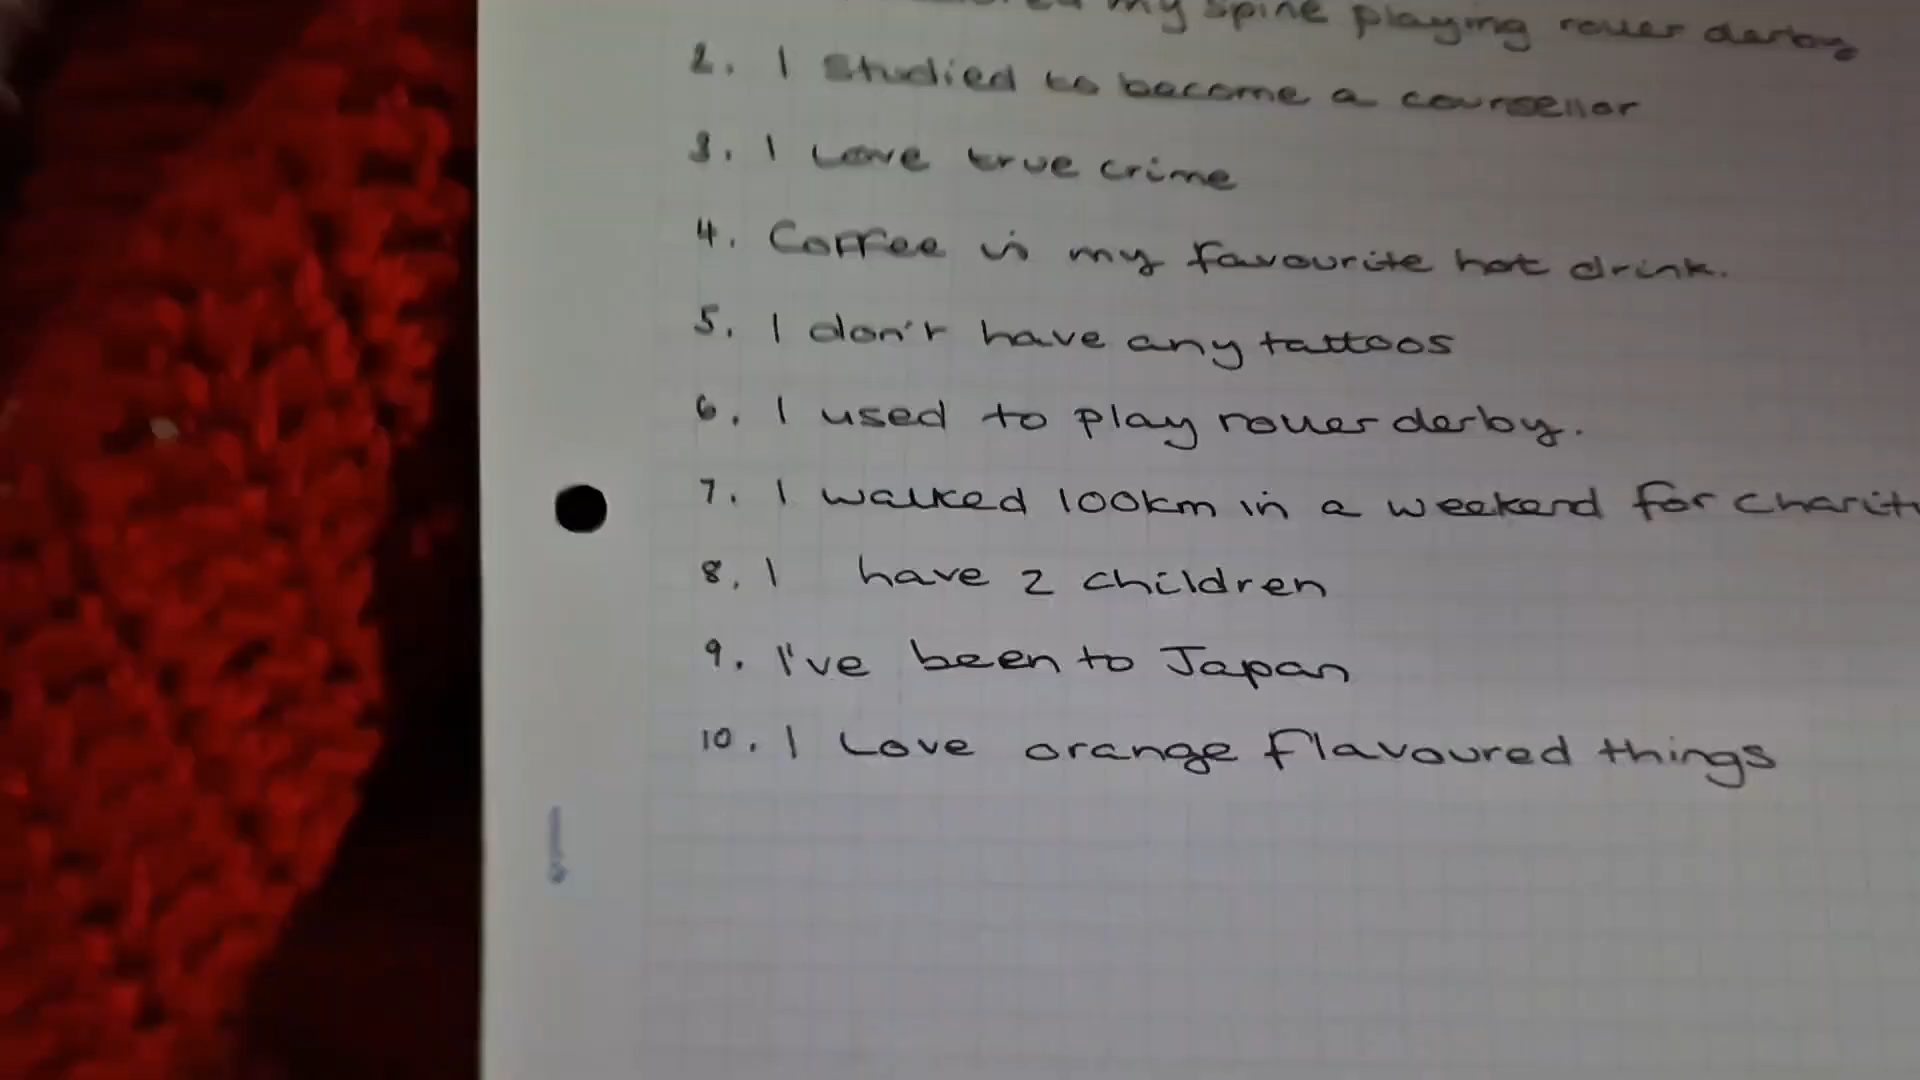 my spine playing roller derby
2. I studied to become a counsellor
3. I love true crime
4. Coffee is my favourite hot drink.
5. I don't have any tattoos
6. I used to play roller derby.
7. I walked 100km in a weekend for charit
8. I have 2 children
9. I've been to Japan
10. I love orange flavoured things